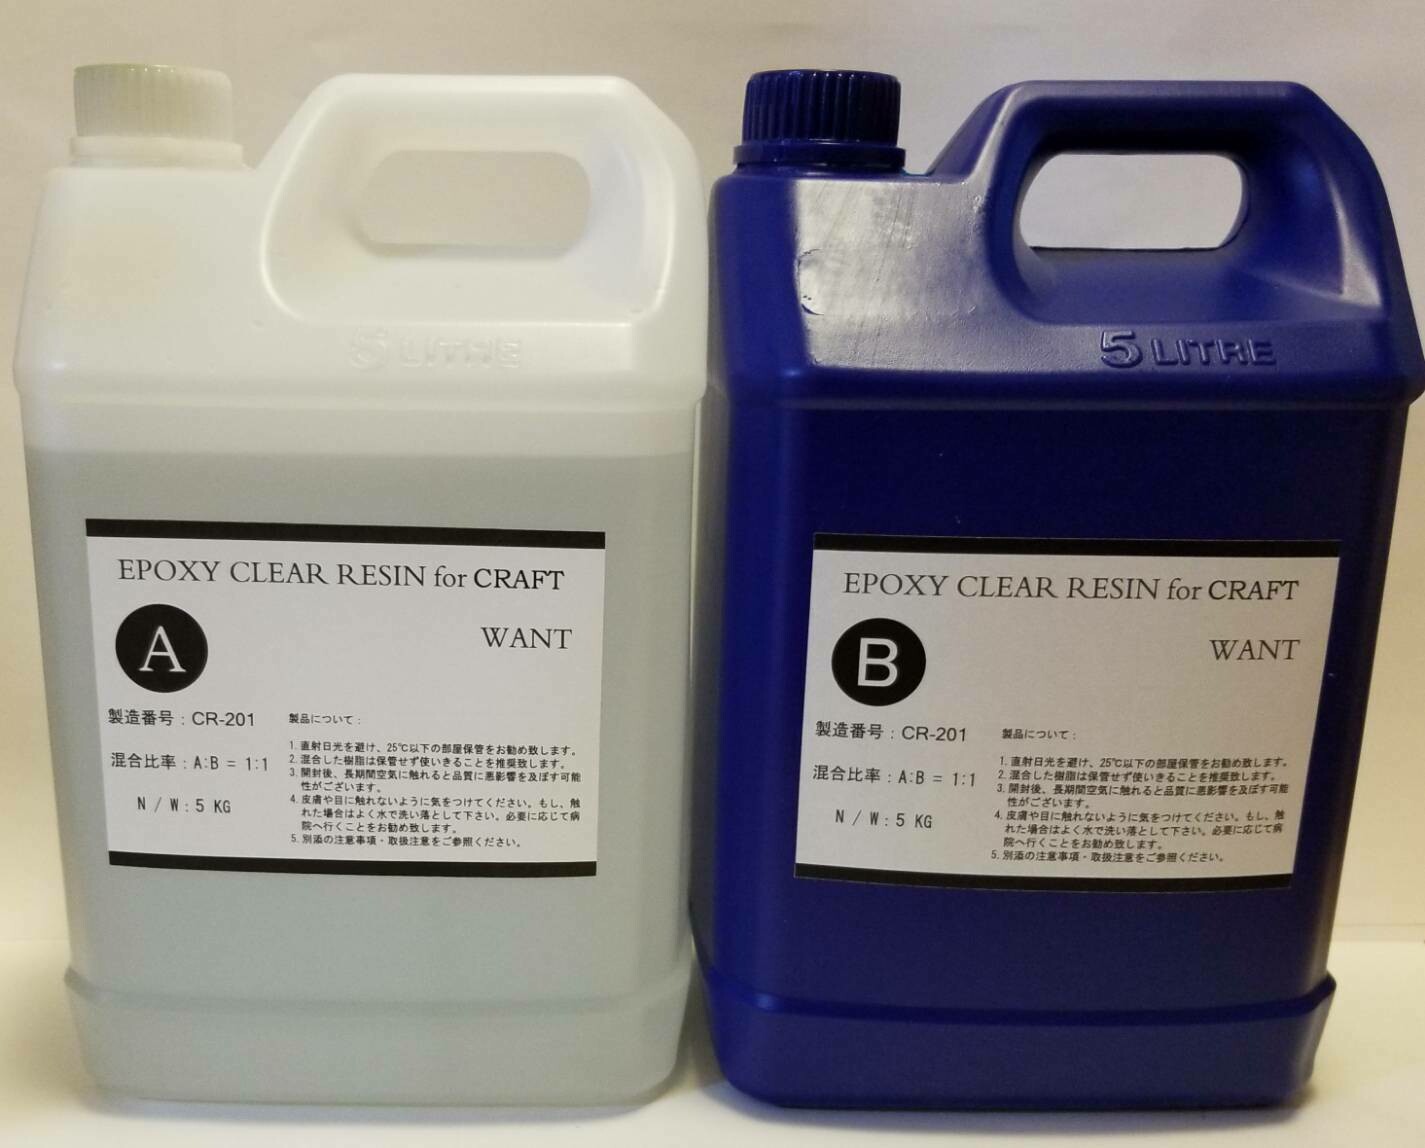 5 LITRE
EPOXY CLEAR RESIN for CRAFT
A
WANT
製造番号：CR-201
混合比率：A:B = 1:1
N / W：5 KG
製品について：
1. 直射日光を避け、25℃以下の部屋保管をお勧め致します。
2. 混合した樹脂は保管せず使いきることを推奨致します。
3. 開封後、長期間空気に触れると品質に悪影響を及ぼす可能
性がございます。
4. 皮膚や目に触れないように気をつけてください。もし、触
れた場合はよく水で洗い落として下さい。必要に応じて病
院へ行くことをお勧め致します。
5. 別添の注意事項・取扱注意をご参照ください。
5 LITRE
EPOXY CLEAR RESIN for CRAFT
B
WANT
製造番号：CR-201
混合比率：A:B = 1:1
N / W：5 KG
製品について：
1. 直射日光を避け、25℃以下の部屋保管をお勧め致します。
2. 混合した樹脂は保管せず使いきることを推奨致します。
3. 開封後、長期間空気に触れると品質に悪影響を及ぼす可能
性がございます。
4. 皮膚や目に触れないように気をつけてください。もし、触
れた場合はよく水で洗い落として下さい。必要に応じて病
院へ行くことをお勧め致します。
5. 別添の注意事項・取扱注意をご参照ください。